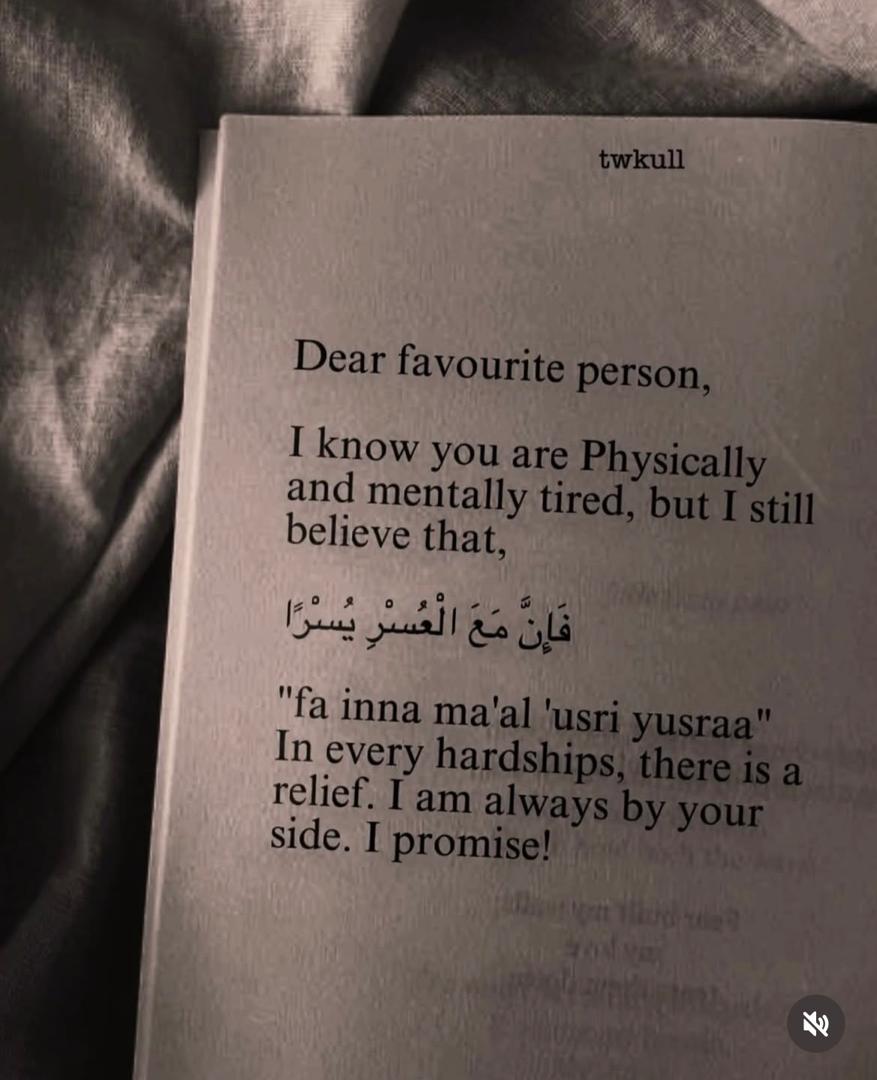 twkull
Dear favourite person,
I know you are Physically
and mentally tired, but I still
believe that,
فَإِنَّ مَعَ الْعُسْرِ يُسْرًا
"fa inna ma'al 'usri yusraa"
In every hardships, there is a
relief. I am always by your
side. I promise!